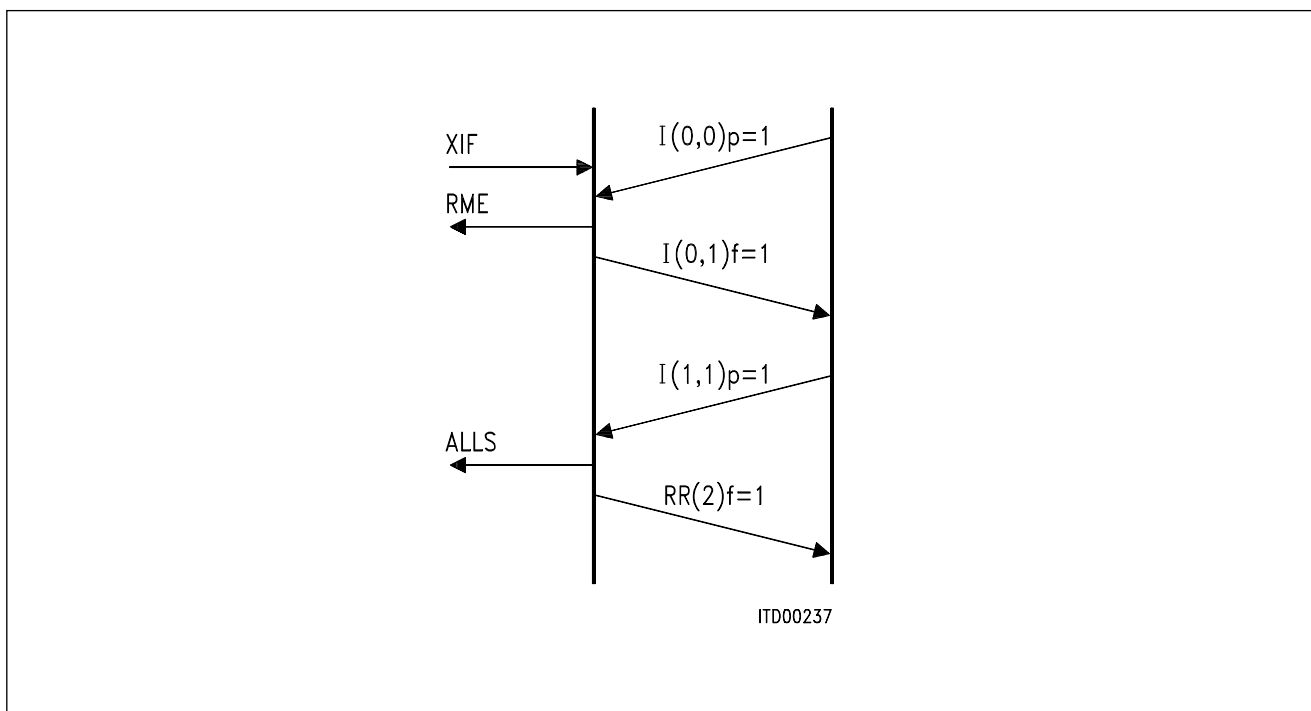 I(0,0)p=1
XIF
RME
I(0,1)f=1
I(1,1)p=1
ALLS
RR(2)f=1
ITD00237